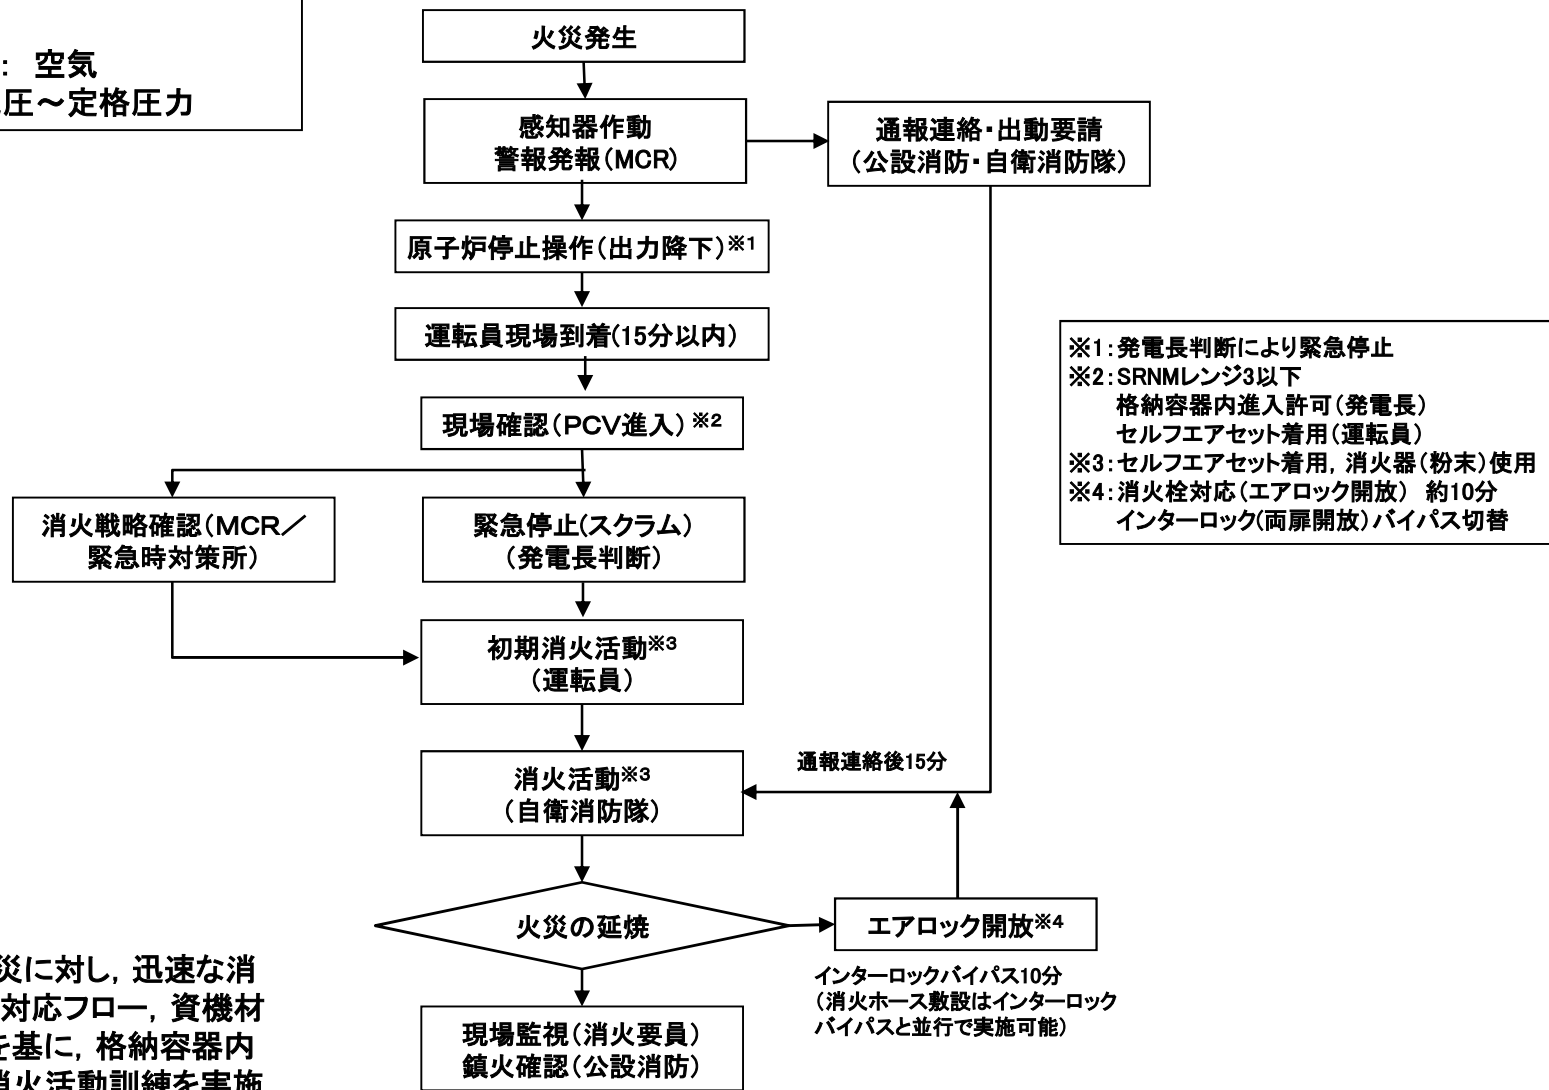 : 空気
圧～定格圧力
火災発生
感知器作動
警報発報(MCR)
通報連絡・出動要請
(公設消防・自衛消防隊)
原子炉停止操作(出力降下)※1
運転員現場到着(15分以内)
現場確認(PCV進入)※2
※1:発電長判断により緊急停止
※2:SRNMレンジ3以下
格納容器内進入許可(発電長)
セルフエアセット着用(運転員)
※3:セルフエアセット着用,消火器(粉末)使用
※4:消火栓対応(エアロック開放) 約10分
インターロック(両扉開放)バイパス切替
消火戦略確認(MCR/
緊急時対策所)
緊急停止(スクラム)
(発電長判断)
初期消火活動※3
(運転員)
通報連絡後15分
消火活動※3
(自衛消防隊)
火災の延焼
エアロック開放※4
インターロックバイパス10分
(消火ホース敷設はインターロック
バイパスと並行で実施可能)
現場監視(消火要員)
鎮火確認(公設消防)
災に対し,迅速な消
対応フロー,資機材
を基に,格納容器内
消火活動訓練を実施